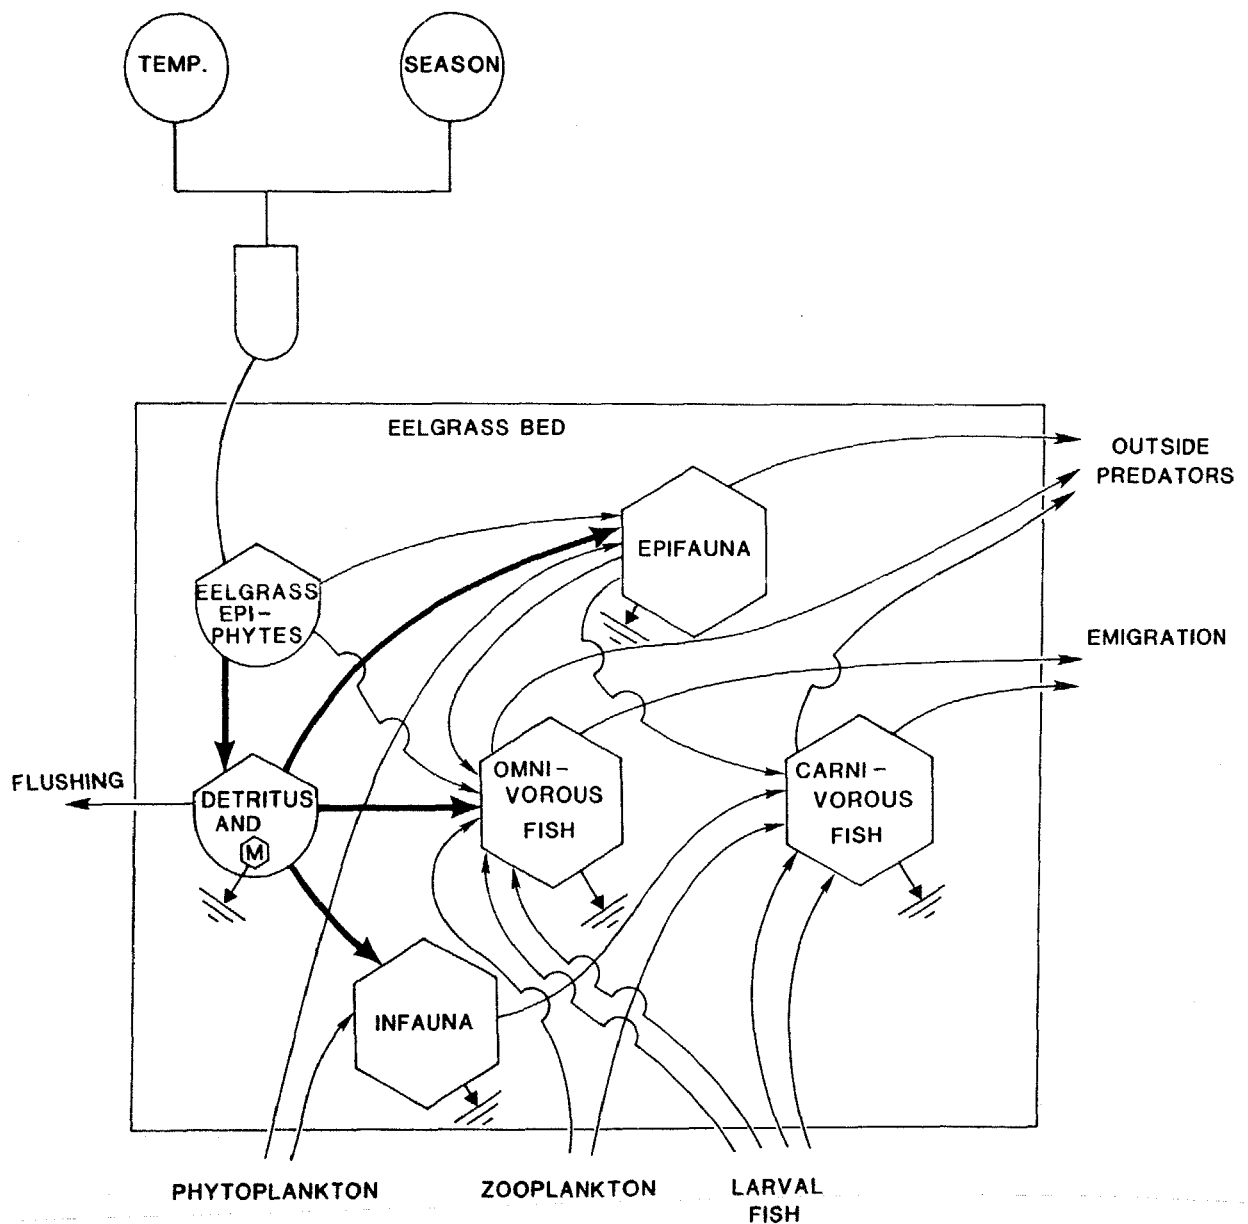 TEMP.
SEASON
EELGRASS BED
OUTSIDE
PREDATORS
EPIFAUNA
EELGRASS
EPI-
PHYTES
EMIGRATION
FLUSHING
DETRITUS
AND
M
OMNI-
VOROUS
FISH
CARNI-
VOROUS
FISH
INFAUNA
PHYTOPLANKTON
ZOOPLANKTON
LARVAL
FISH